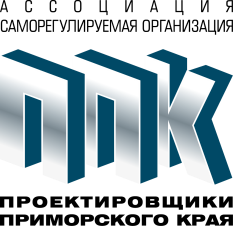 АССОЦИАЦИЯ
САМОРЕГУЛИРУЕМАЯ ОРГАНИЗАЦИЯ
ППК
ПРОЕКТИРОВЩИКИ
ПРИМОРСКОГО КРАЯ